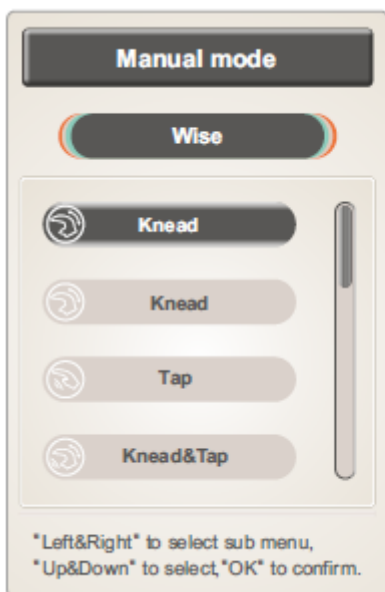 Manual mode
Wise
Knead
Knead
Tap
Knead&Tap
"Left&Right" to select sub menu,
"Up&Down" to select,"OK" to confirm.